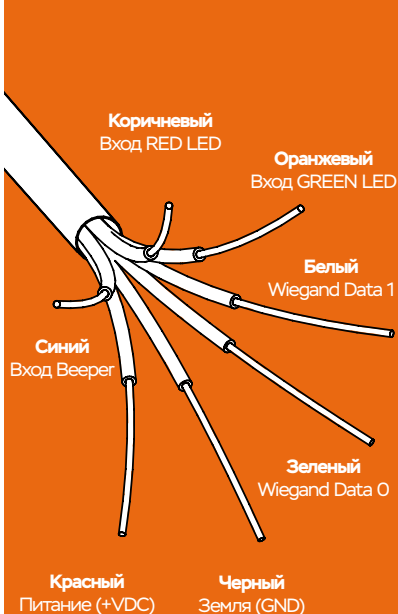 Коричневый
Вход RED LED
Оранжевый
Вход GREEN LED
Белый
Wiegand Data 1
Синий
Вход Beeper
Зеленый
Wiegand Data 0
Красный
Питание (+VDC)
Черный
Земля (GND)